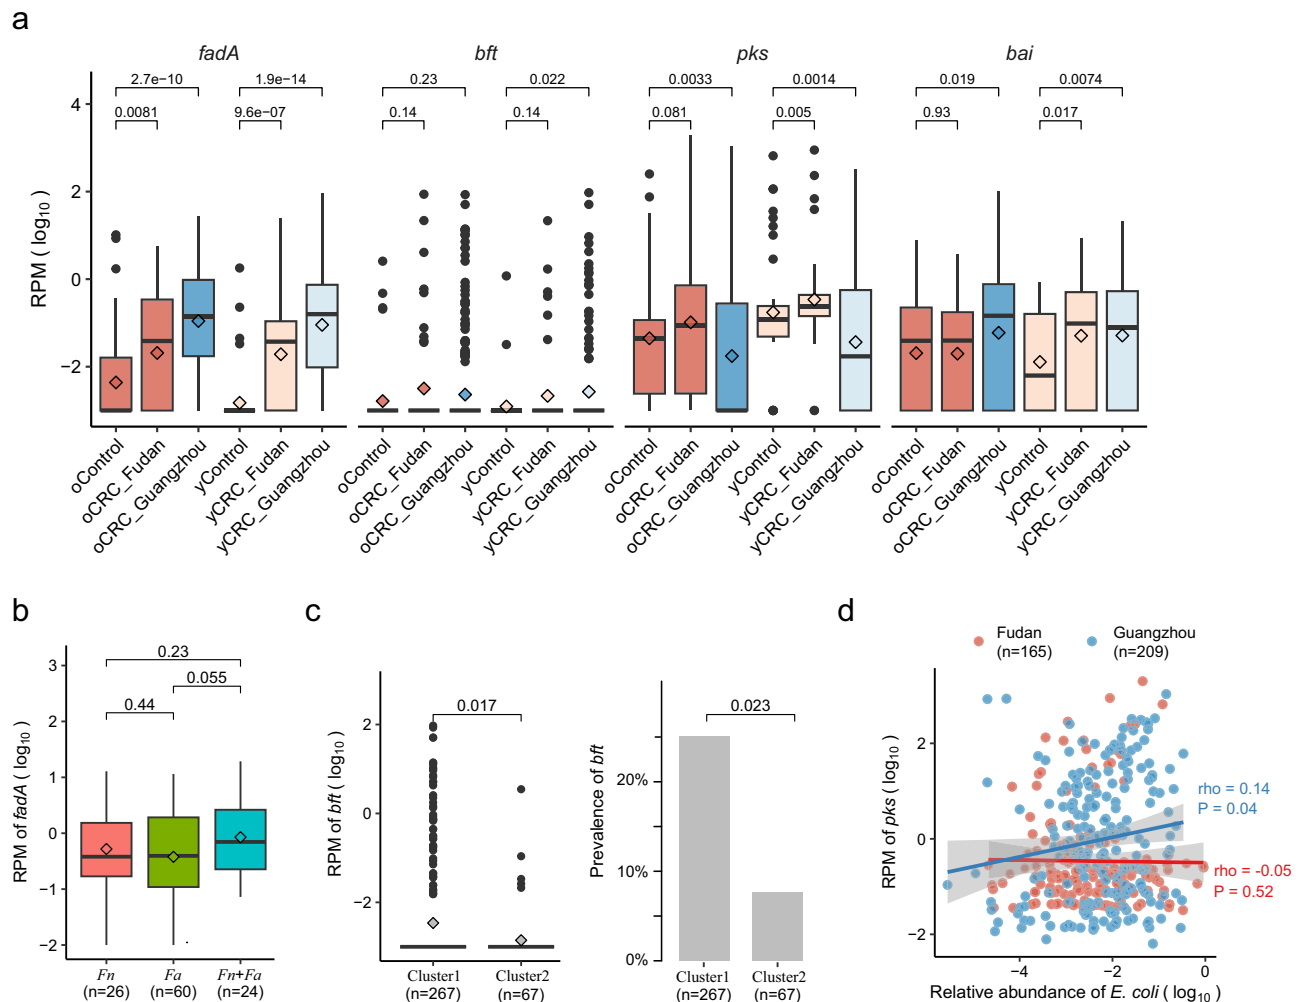 a
fadA bft pks bai
2.7e−10 1.9e−14 0.23 0.022 0.0033 0.0014 0.019 0.0074
0.0081 9.6e−07 0.14 0.14 0.081 0.005 0.93 0.017
RPM ( log10 )
4
2
0
−2
oControl oCRC_Fudan oCRC_Guangzhou yControl yCRC_Fudan yCRC_Guangzhou
oControl oCRC_Fudan oCRC_Guangzhou yControl yCRC_Fudan yCRC_Guangzhou
oControl oCRC_Fudan oCRC_Guangzhou yControl yCRC_Fudan yCRC_Guangzhou
oControl oCRC_Fudan oCRC_Guangzhou yControl yCRC_Fudan yCRC_Guangzhou
b
RPM of fadA ( log10 )
3
2
1
0
−1
−2
0.23
0.055
0.44
Fn Fa Fn+Fa
(n=26) (n=60) (n=24)
c
RPM of bft ( log10 )
2
0
−2
0.017
Cluster1 Cluster2
(n=267) (n=67)
Prevalence of bft
20%
10%
0%
0.023
Cluster1 Cluster2
(n=267) (n=67)
d
Fudan Guangzhou
(n=165) (n=209)
RPM of pks ( log10 )
2
0
−2
rho = 0.14
P = 0.04
rho = -0.05
P = 0.52
−4 −2 0
Relative abundance of E. coli ( log10 )